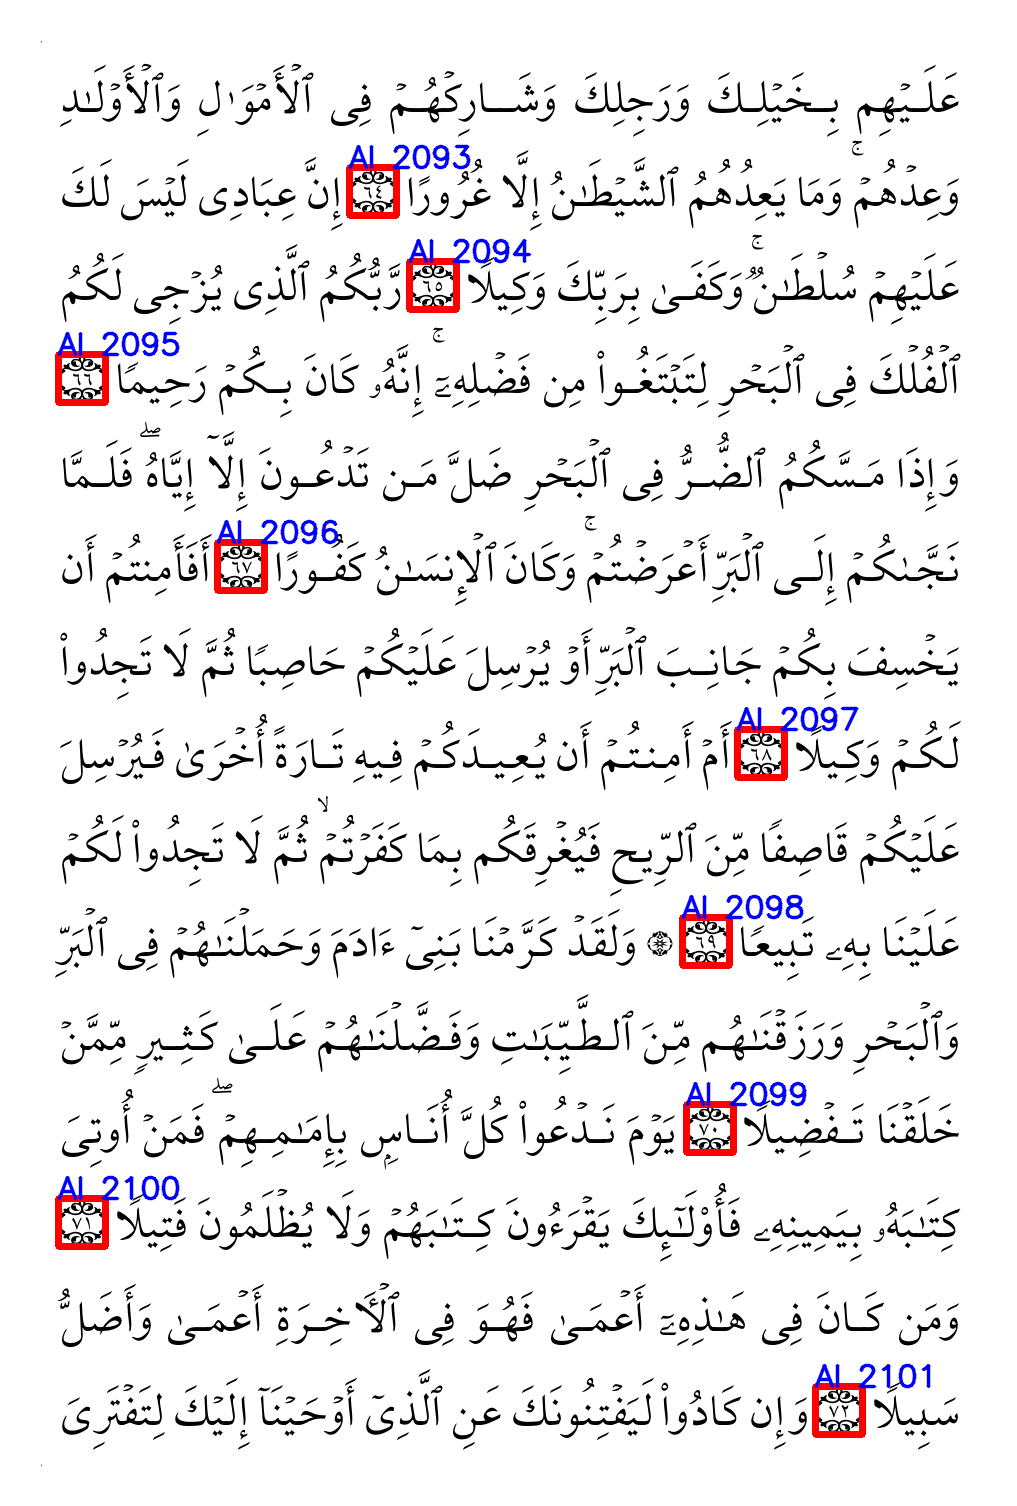 عَلَيۡهِم بِخَيۡلِكَ وَرَجِلِكَ وَشَارِكۡهُمۡ فِى ٱلۡأَمۡوَٰلِ وَٱلۡأَوۡلَـٰدِ
AI_2093
وَعِدۡهُمۡۚ وَمَا يَعِدُهُمُ ٱلشَّيۡطَـٰنُ إِلَّا غُرُورًا ٦٤ إِنَّ عِبَادِى لَيۡسَ لَكَ
AI_2094
عَلَيۡهِمۡ سُلۡطَـٰنٌۚ وَكَفَىٰ بِرَبِّكَ وَكِيلًا ٦٥ رَّبُّكُمُ ٱلَّذِى يُزۡجِى لَكُمُ
AI_2095
ٱلۡفُلۡكَ فِى ٱلۡبَحۡرِ لِتَبۡتَغُوا۟ مِن فَضۡلِهِۦٓۚ إِنَّهُۥ كَانَ بِكُمۡ رَحِيمًا ٦٦
وَإِذَا مَسَّكُمُ ٱلضُّرُّ فِى ٱلۡبَحۡرِ ضَلَّ مَن تَدۡعُونَ إِلَّآ إِيَّاهُۖ فَلَمَّا
AI_2096
نَجَّىٰكُمۡ إِلَى ٱلۡبَرِّ أَعۡرَضۡتُمۡۚ وَكَانَ ٱلۡإِنسَـٰنُ كَفُورًا ٦٧ أَفَأَمِنتُمۡ أَن
يَخۡسِفَ بِكُمۡ جَانِبَ ٱلۡبَرِّ أَوۡ يُرۡسِلَ عَلَيۡكُمۡ حَاصِبًا ثُمَّ لَا تَجِدُوا۟
AI_2097
لَكُمۡ وَكِيلًا ٦٨ أَمۡ أَمِنتُمۡ أَن يُعِيدَكُمۡ فِيهِ تَارَةً أُخۡرَىٰ فَيُرۡسِلَ
عَلَيۡكُمۡ قَاصِفًا مِّنَ ٱلرِّيحِ فَيُغۡرِقَكُم بِمَا كَفَرۡتُمۡۙ ثُمَّ لَا تَجِدُوا۟ لَكُمۡ
AI_2098
عَلَيۡنَا بِهِۦ تَبِيعًا ٦٩ ۞ وَلَقَدۡ كَرَّمۡنَا بَنِىٓ ءَادَمَ وَحَمَلۡنَـٰهُمۡ فِى ٱلۡبَرِّ
وَٱلۡبَحۡرِ وَرَزَقۡنَـٰهُم مِّنَ ٱلطَّيِّبَـٰتِ وَفَضَّلۡنَـٰهُمۡ عَلَىٰ كَثِيرٍ مِّمَّنۡ
AI_2099
خَلَقۡنَا تَفۡضِيلًا ٧٠ يَوۡمَ نَدۡعُوا۟ كُلَّ أُنَاسٍۭ بِإِمَـٰمِهِمۡۖ فَمَنۡ أُوتِىَ
AI_2100
كِتَـٰبَهُۥ بِيَمِينِهِۦ فَأُو۟لَـٰٓئِكَ يَقۡرَءُونَ كِتَـٰبَهُمۡ وَلَا يُظۡلَمُونَ فَتِيلًا ٧١
وَمَن كَانَ فِى هَـٰذِهِۦٓ أَعۡمَىٰ فَهُوَ فِى ٱلۡـَٔاخِرَةِ أَعۡمَىٰ وَأَضَلُّ
AI_2101
سَبِيلًا ٧٢ وَإِن كَادُوا۟ لَيَفۡتِنُونَكَ عَنِ ٱلَّذِىٓ أَوۡحَيۡنَآ إِلَيۡكَ لِتَفۡتَرِىَ